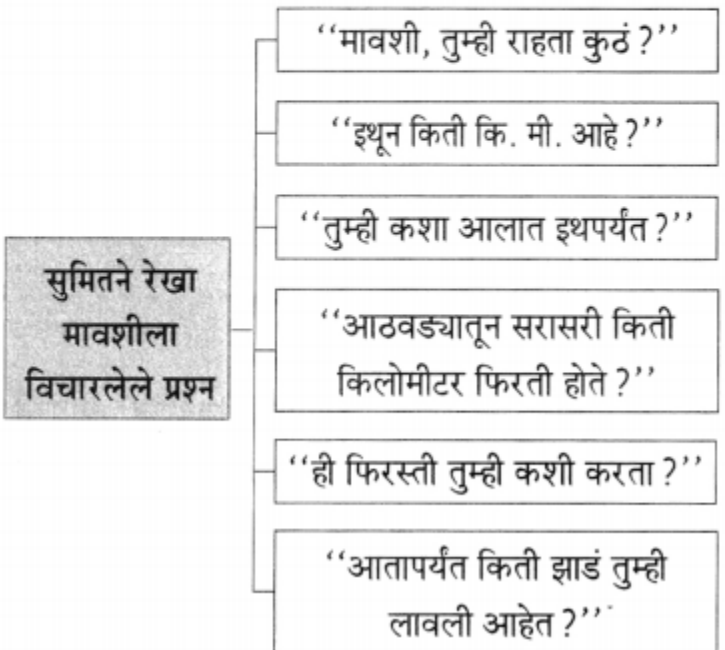 सुमितने रेखा
मावशीला
विचारलेले प्रश्न
‘‘मावशी, तुम्ही राहता कुठं ?’’
‘‘इथून किती कि. मी. आहे ?’’
‘‘तुम्ही कशा आलात इथपर्यंत ?’’
‘‘आठवड्यातून सरासरी किती
किलोमीटर फिरती होते ?’’
‘‘ही फिरस्ती तुम्ही कशी करता ?’’
‘‘आतापर्यंत किती झाडं तुम्ही
लावली आहेत ?’’